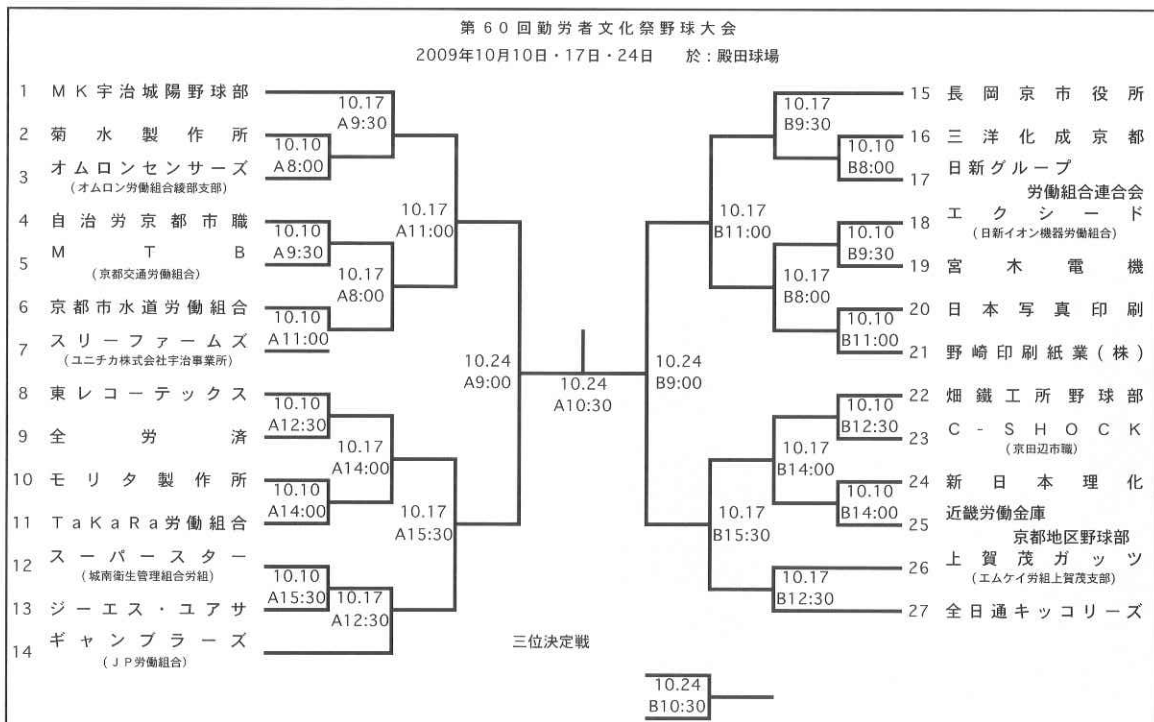 第60回勤労者文化祭野球大会
2009年10月10日・17日・24日 於:殿田球場
1 MK宇治城陽野球部
2 菊水製作所
3 オムロンセンサーズ
(オムロン労働組合綾部支部)
4 自治労京都市職
5 MTB
(京都交通労働組合)
6 京都市水道労働組合
7 スリーファームズ
(ユニチカ株式会社宇治事業所)
8 東レコーテックス
9 全労済
10 モリタ製作所
11 TaKaRa労働組合
12 スーパースター
(城南衛生管理組合労組)
13 ジーエス・ユアサ
14 ギャンブラーズ
(JP労働組合)
10.10
A8:00
10.10
A9:30
10.10
A11:00
10.10
A12:30
10.10
A14:00
10.10
A15:30
10.17
A9:30
10.17
A8:00
10.17
A14:00
10.17
A12:30
10.17
A11:00
10.17
A15:30
10.24
A9:00
10.24
A10:30
10.24
B9:00
10.17
B11:00
10.17
B15:30
10.17
B9:30
10.17
B8:00
10.17
B14:00
10.17
B12:30
10.10
B8:00
10.10
B9:30
10.10
B11:00
10.10
B12:30
10.10
B14:00
15 長岡京市役所
16 三洋化成京都
17 日新グループ
労働組合連合会
18 エクシード
(日新イオン機器労働組合)
19 宮木電機
20 日本写真印刷
21 野崎印刷紙業(株)
22 畑鐵工所野球部
23 C-SHOCK
(京田辺市職)
24 新日本理化
25 近畿労働金庫
京都地区野球部
26 上賀茂ガッツ
(エムケイ労組上賀茂支部)
27 全日通キッコリーズ
三位決定戦
10.24
B10:30